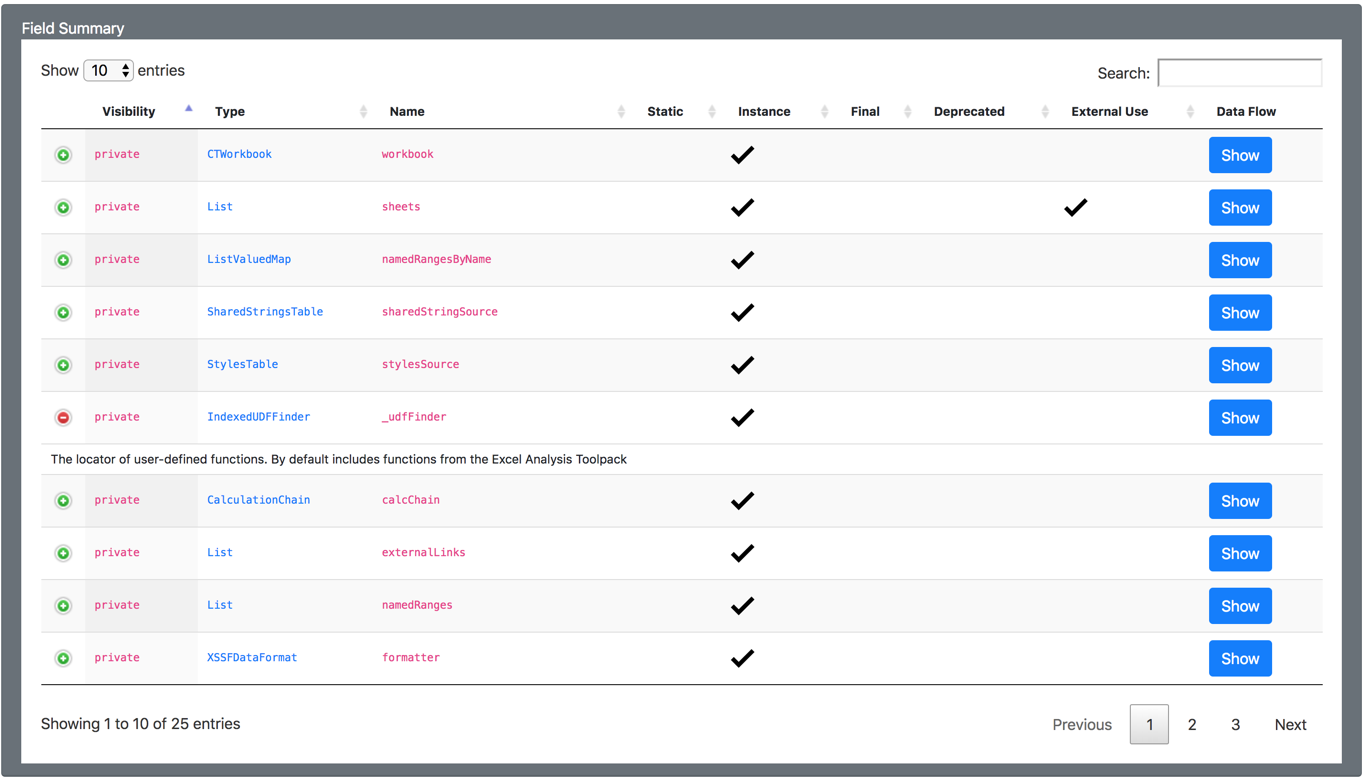 Field Summary
Show 10 entries
Search:
Visibility Type Name Static Instance Final Deprecated External Use Data Flow
private CTWorkbook workbook Show
private List sheets Show
private ListValuedMap namedRangesByName Show
private SharedStringsTable sharedStringSource Show
private StylesTable stylesSource Show
private IndexedUDFFinder _udfFinder Show
The locator of user-defined functions. By default includes functions from the Excel Analysis Toolpack
private CalculationChain calcChain Show
private List externalLinks Show
private List namedRanges Show
private XSSFDataFormat formatter Show
Showing 1 to 10 of 25 entries
Previous 1 2 3 Next